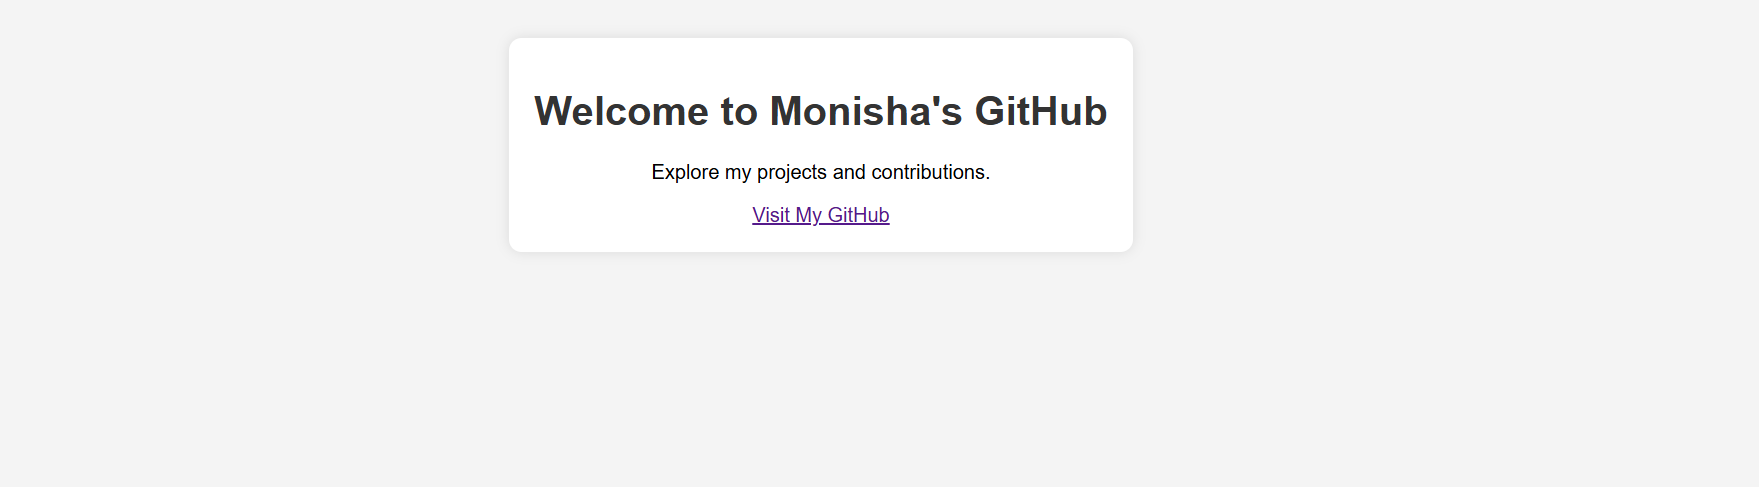 Welcome to Monisha's GitHub
Explore my projects and contributions.
Visit My GitHub